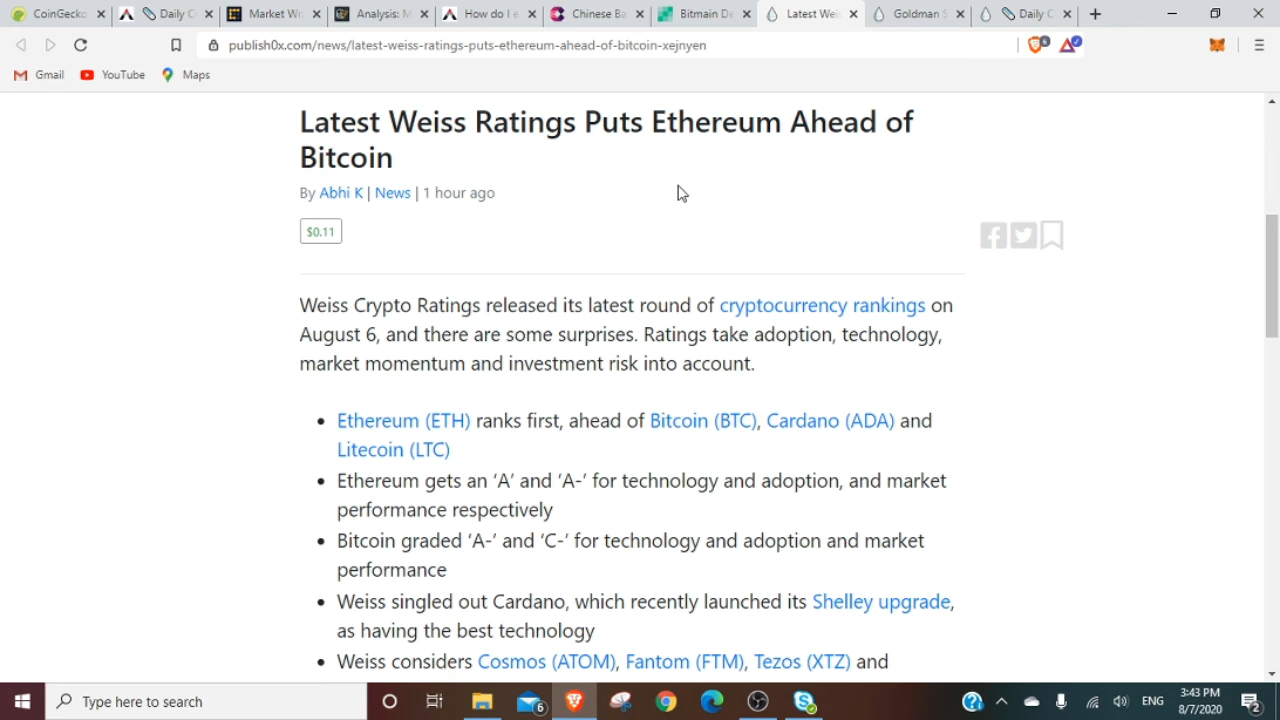 CoinGecko
Daily C
Market Wr
Analysis: M
How do I e
Chinese Ba
Bitmain De
Latest Wei
Goldman S
Daily C
publish0x.com/news/latest-weiss-ratings-puts-ethereum-ahead-of-bitcoin-xejnyen
6
Gmail
YouTube
Maps
Latest Weiss Ratings Puts Ethereum Ahead of
Bitcoin
By Abhi K | News | 1 hour ago
$0.11
Weiss Crypto Ratings released its latest round of cryptocurrency rankings on
August 6, and there are some surprises. Ratings take adoption, technology,
market momentum and investment risk into account.
• Ethereum (ETH) ranks first, ahead of Bitcoin (BTC), Cardano (ADA) and
Litecoin (LTC)
• Ethereum gets an ‘A’ and ‘A-’ for technology and adoption, and market
performance respectively
• Bitcoin graded ‘A-’ and ‘C-’ for technology and adoption and market
performance
• Weiss singled out Cardano, which recently launched its Shelley upgrade,
as having the best technology
• Weiss considers Cosmos (ATOM), Fantom (FTM), Tezos (XTZ) and
Type here to search
6
ENG
3:43 PM
8/7/2020
2